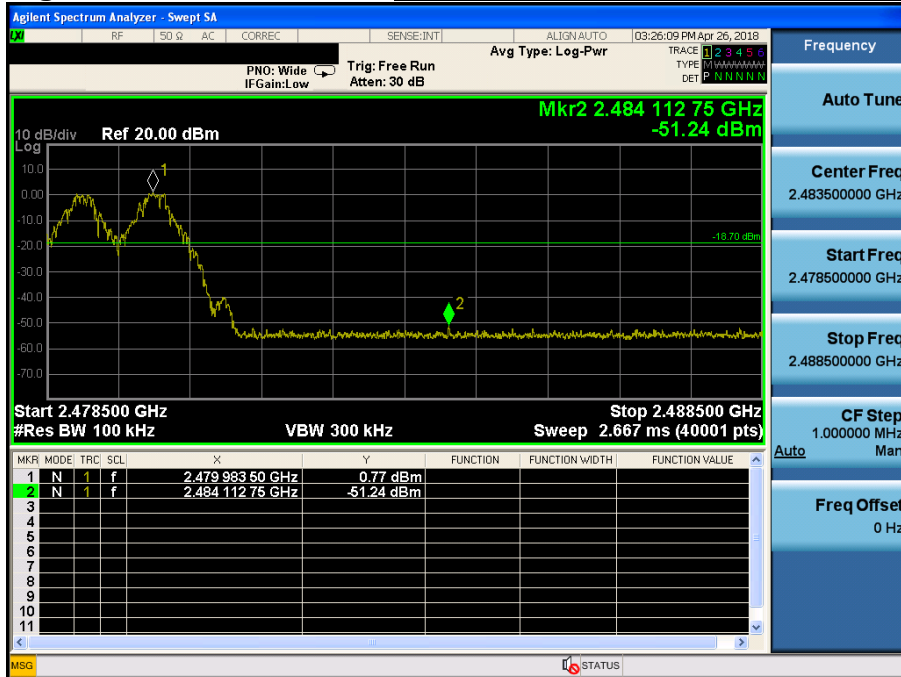 Agilent Spectrum Analyzer - Swept SA
LXI RF 50 Ω AC CORREC SENSE:INT ALIGN AUTO 03:26:09 PM Apr 26, 2018
Avg Type: Log-Pwr TRACE 1 2 3 4 5 6
PNO: Wide Trig: Free Run TYPE M WWWWW
IFGain:Low Atten: 30 dB DET P N N N N N
Mkr2 2.484 112 75 GHz
10 dB/div Ref 20.00 dBm -51.24 dBm
Log
10.0
1
0.00
-10.0
-18.70 dBm
-20.0
-30.0
-40.0
2
-50.0
-60.0
-70.0
Start 2.478500 GHz Stop 2.488500 GHz
#Res BW 100 kHz VBW 300 kHz Sweep 2.667 ms (40001 pts)
MKR MODE TRC SCL X Y FUNCTION FUNCTION WIDTH FUNCTION VALUE
1 N 1 f 2.479 983 50 GHz 0.77 dBm
2 N 1 f 2.484 112 75 GHz -51.24 dBm
3
4
5
6
7
8
9
10
11
MSG STATUS
Frequency
Auto Tune
Center Freq
2.483500000 GHz
Start Freq
2.478500000 GHz
Stop Freq
2.488500000 GHz
CF Step
1.000000 MHz
Auto Man
Freq Offset
0 Hz